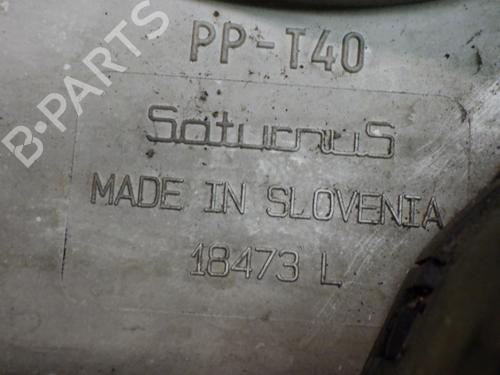 PP-T40
SaturnuS
MADE IN SLOVENIA
18473 L
B-PARTS